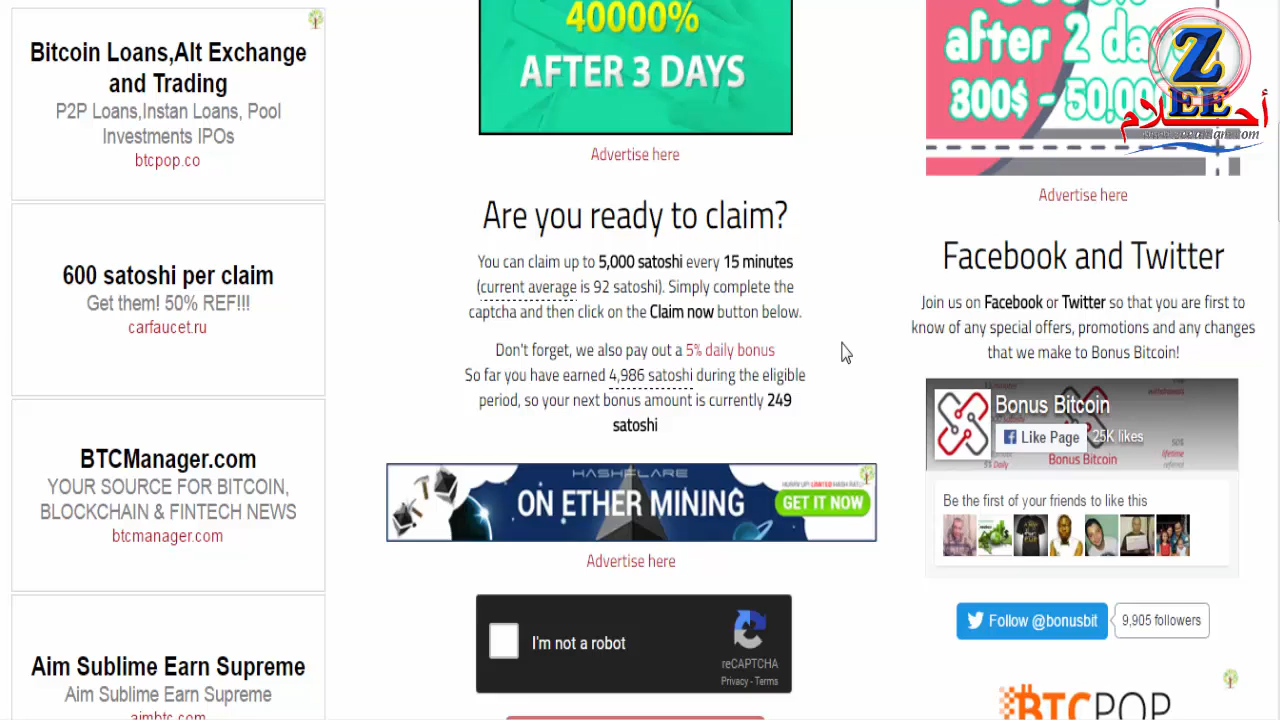 Bitcoin Loans,Alt Exchange
and Trading
P2P Loans,Instan Loans, Pool
Investments IPOs
btcpop.co
600 satoshi per claim
Get them! 50% REF!!!
carfaucet.ru
BTCManager.com
YOUR SOURCE FOR BITCOIN,
BLOCKCHAIN & FINTECH NEWS
btcmanager.com
Aim Sublime Earn Supreme
Aim Sublime Earn Supreme
aimbtc.com
40000%
AFTER 3 DAYS
Advertise here
Are you ready to claim?
You can claim up to 5,000 satoshi every 15 minutes
(current average is 92 satoshi). Simply complete the
captcha and then click on the Claim now button below.
Don't forget, we also pay out a 5% daily bonus
So far you have earned 4,986 satoshi during the eligible
period, so your next bonus amount is currently 249
satoshi
HASHFLARE
ON ETHER MINING
GET IT NOW
Advertise here
I'm not a robot
reCAPTCHA
Privacy - Terms
after 2 days
300$ - 50,000
Z
EE
أحلام
Advertise here
Facebook and Twitter
Join us on Facebook or Twitter so that you are first to
know of any special offers, promotions and any changes
that we make to Bonus Bitcoin!
Bonus Bitcoin
Like Page
25K likes
Bonus Bitcoin
50%
lifetime
5% Daily
Be the first of your friends to like this
Follow @bonusbit
9,905 followers
BTCPOP